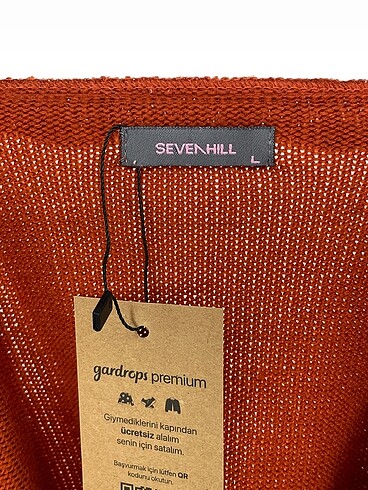 SEVENHILL
L
gardrops premium
Giymediklerini kapından
ücretsiz alalım
senin için satalım.
Başvurmak için lütfen QR
kodunu okutun.